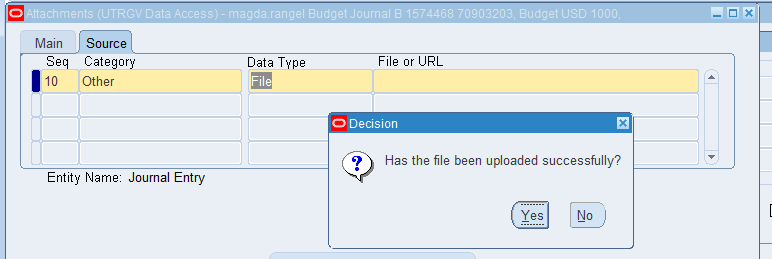 Attachments (UTRGV Data Access) - magda.rangel Budget Journal B 1574468 70903203, Budget USD 1000,
Main Source
Seq Category Data Type File or URL
10 Other File
Decision
? Has the file been uploaded successfully?
Yes No
Entity Name: Journal Entry